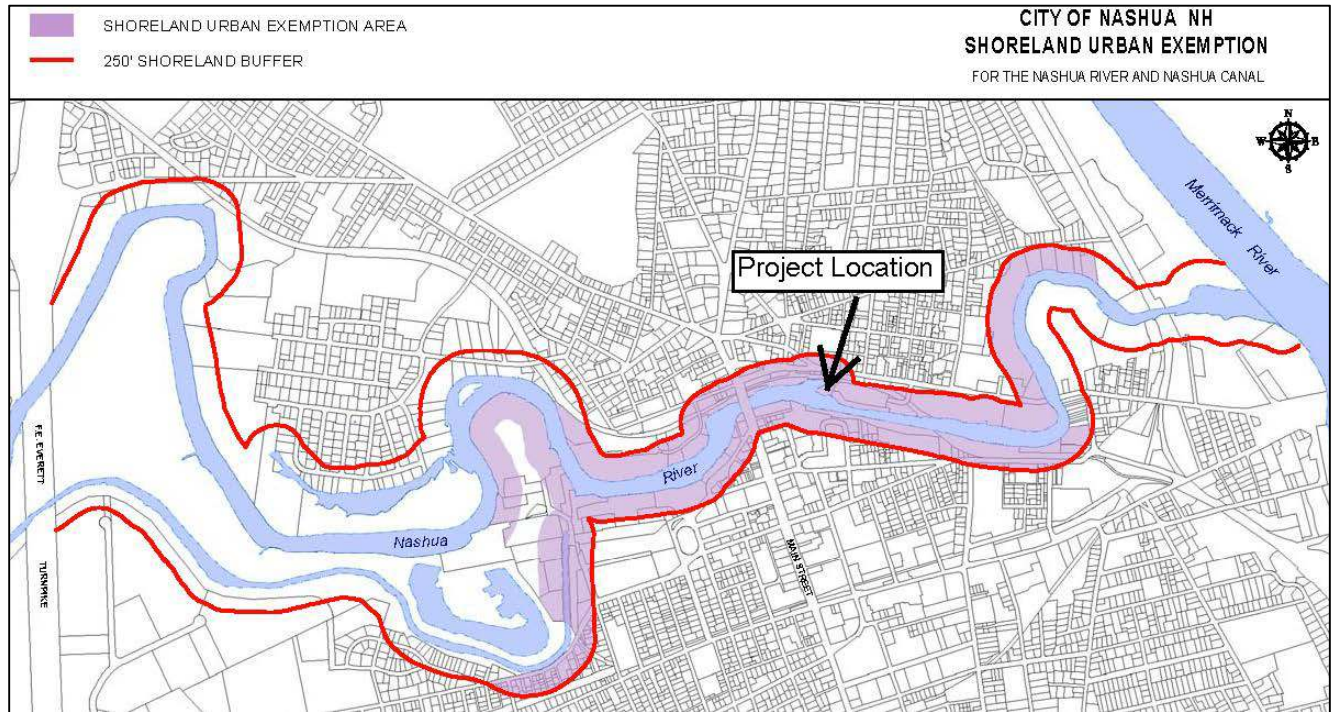 SHORELAND URBAN EXEMPTION AREA
250' SHORELAND BUFFER
CITY OF NASHUA NH
SHORELAND URBAN EXEMPTION
FOR THE NASHUA RIVER AND NASHUA CANAL
N
W
E
S
Merrimack River
Project Location
River
Nashua
F.E. EVERETT
TURNPIKE
MAIN STREET